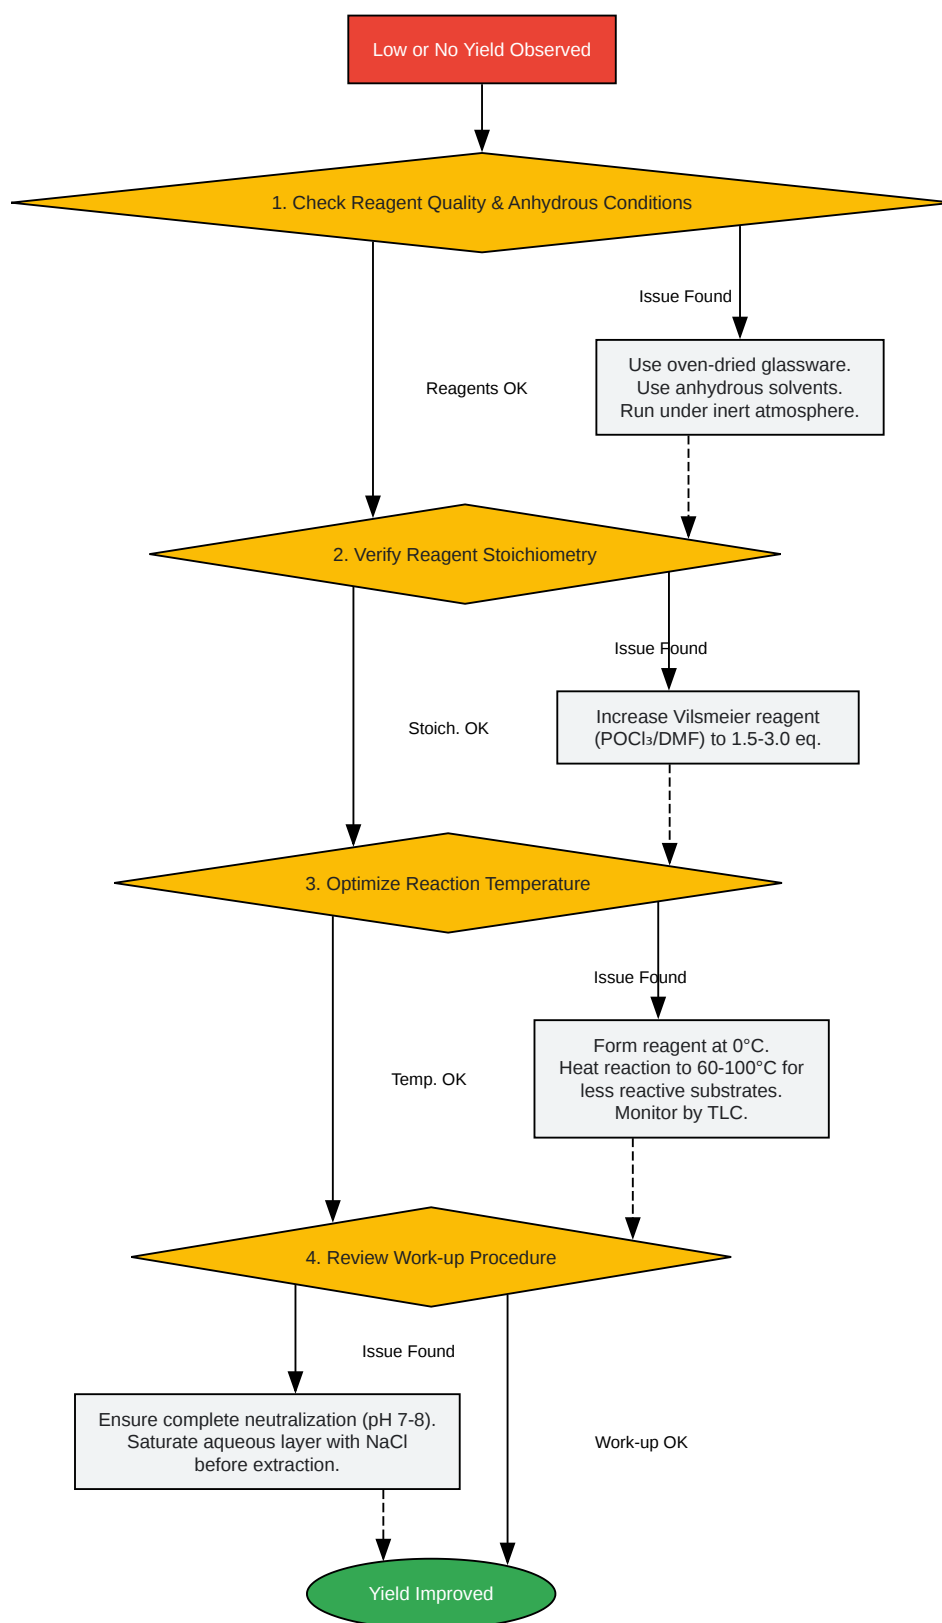 Low or No Yield Observed
1. Check Reagent Quality & Anhydrous Conditions
Issue Found
Use oven-dried glassware.
Use anhydrous solvents.
Run under inert atmosphere.
Reagents OK
2. Verify Reagent Stoichiometry
Issue Found
Increase Vilsmeier reagent
(POCl₃/DMF) to 1.5-3.0 eq.
Stoich. OK
3. Optimize Reaction Temperature
Issue Found
Form reagent at 0°C.
Heat reaction to 60-100°C for
less reactive substrates.
Monitor by TLC.
Temp. OK
4. Review Work-up Procedure
Issue Found
Ensure complete neutralization (pH 7-8).
Saturate aqueous layer with NaCl
before extraction.
Work-up OK
Yield Improved